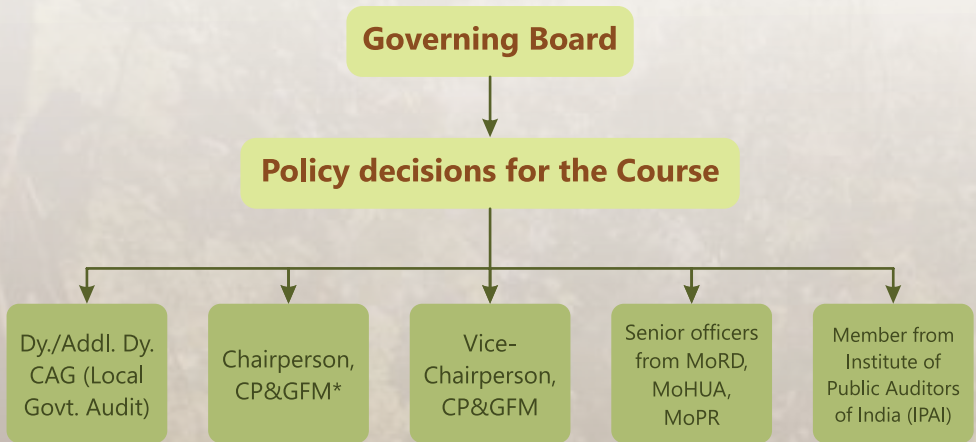 Governing Board
Policy decisions for the Course
Dy./Addl. Dy.
CAG (Local
Govt. Audit)
Chairperson,
CP&GFM*
Vice-
Chairperson,
CP&GFM
Senior officers
from MoRD,
MoHUA,
MoPR
Member from
Institute of
Public Auditors
of India (IPAI)